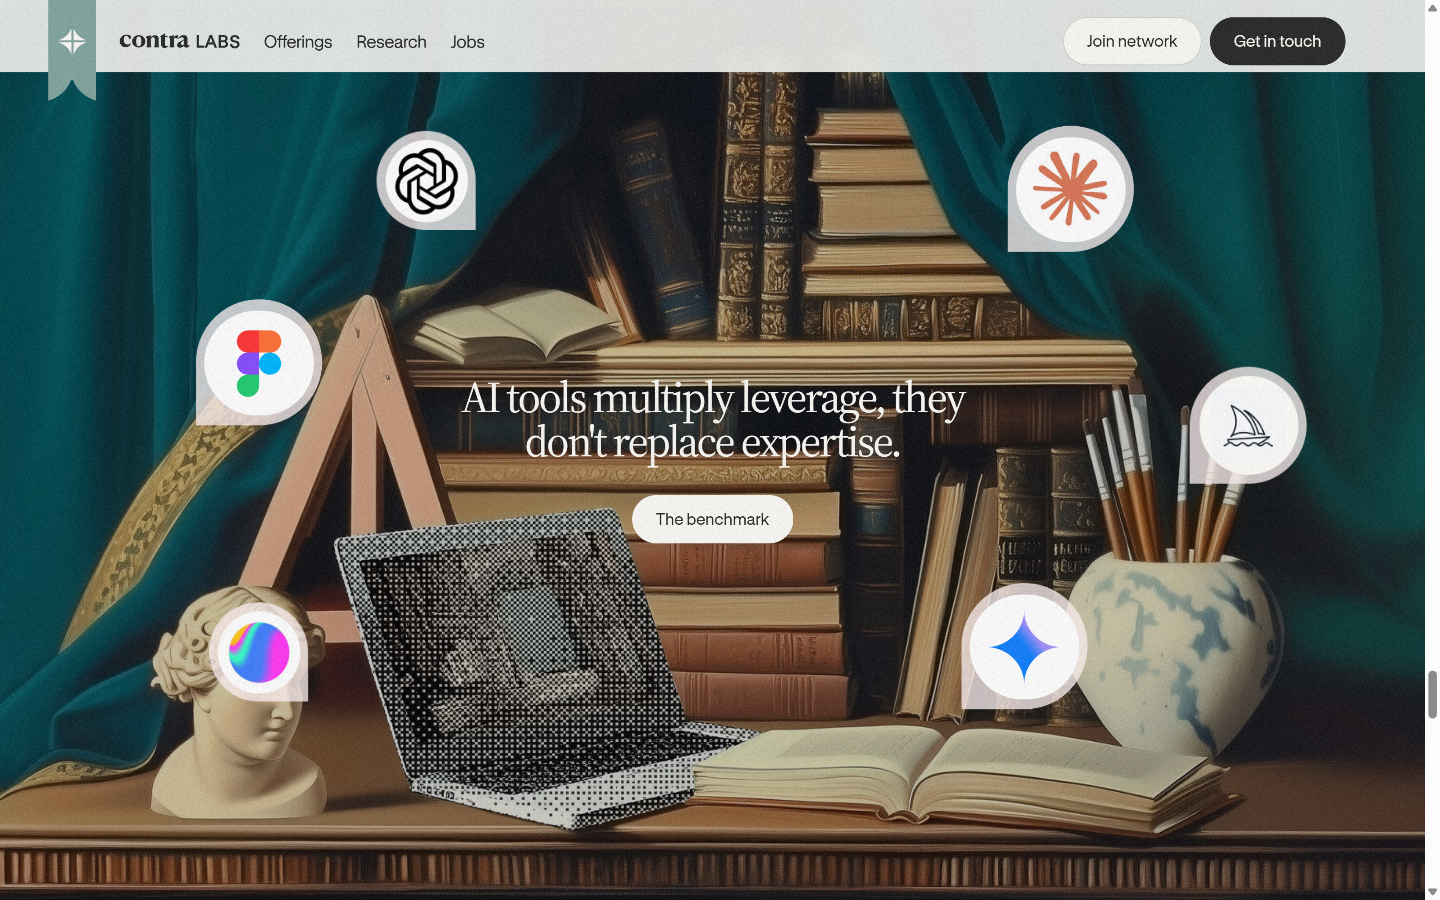 contra LABS
Offerings
Research
Jobs
Join network
Get in touch
AI tools multiply leverage, they
don't replace expertise.
The benchmark